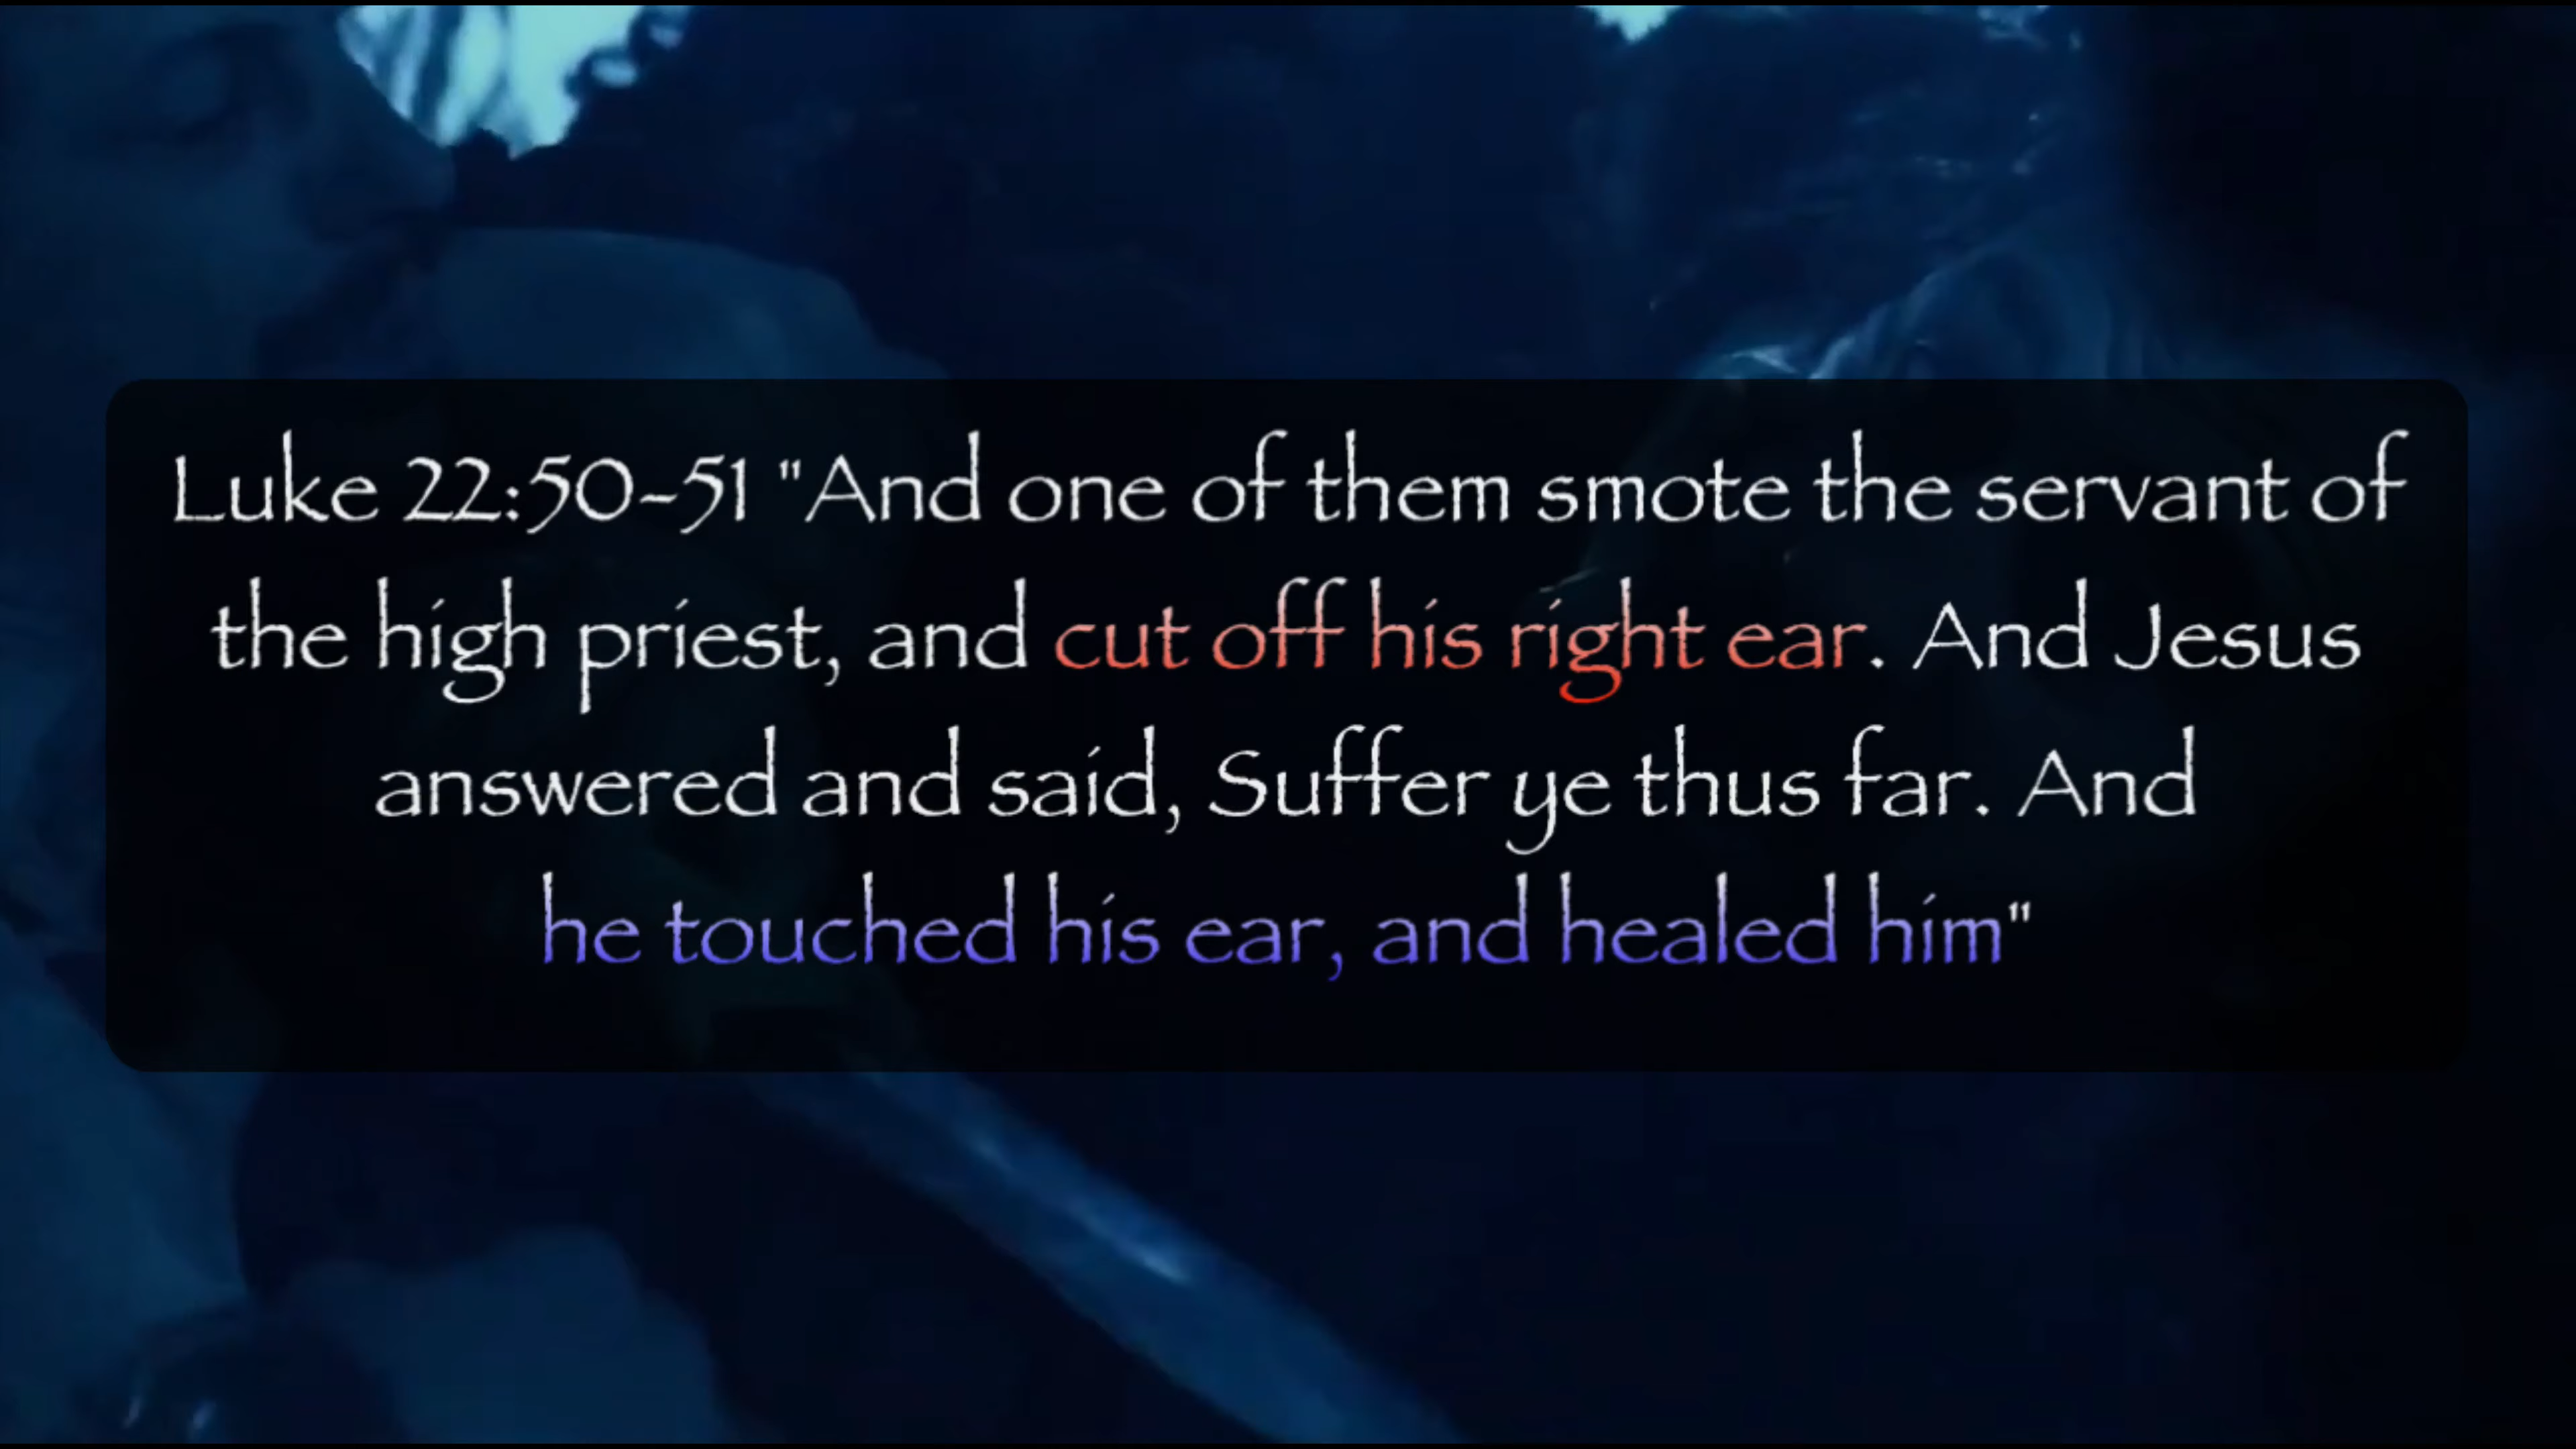 Luke 22:50-51 "And one of them smote the servant of
the high priest, and cut off his right ear. And Jesus
answered and said, Suffer ye thus far. And
he touched his ear, and healed him"